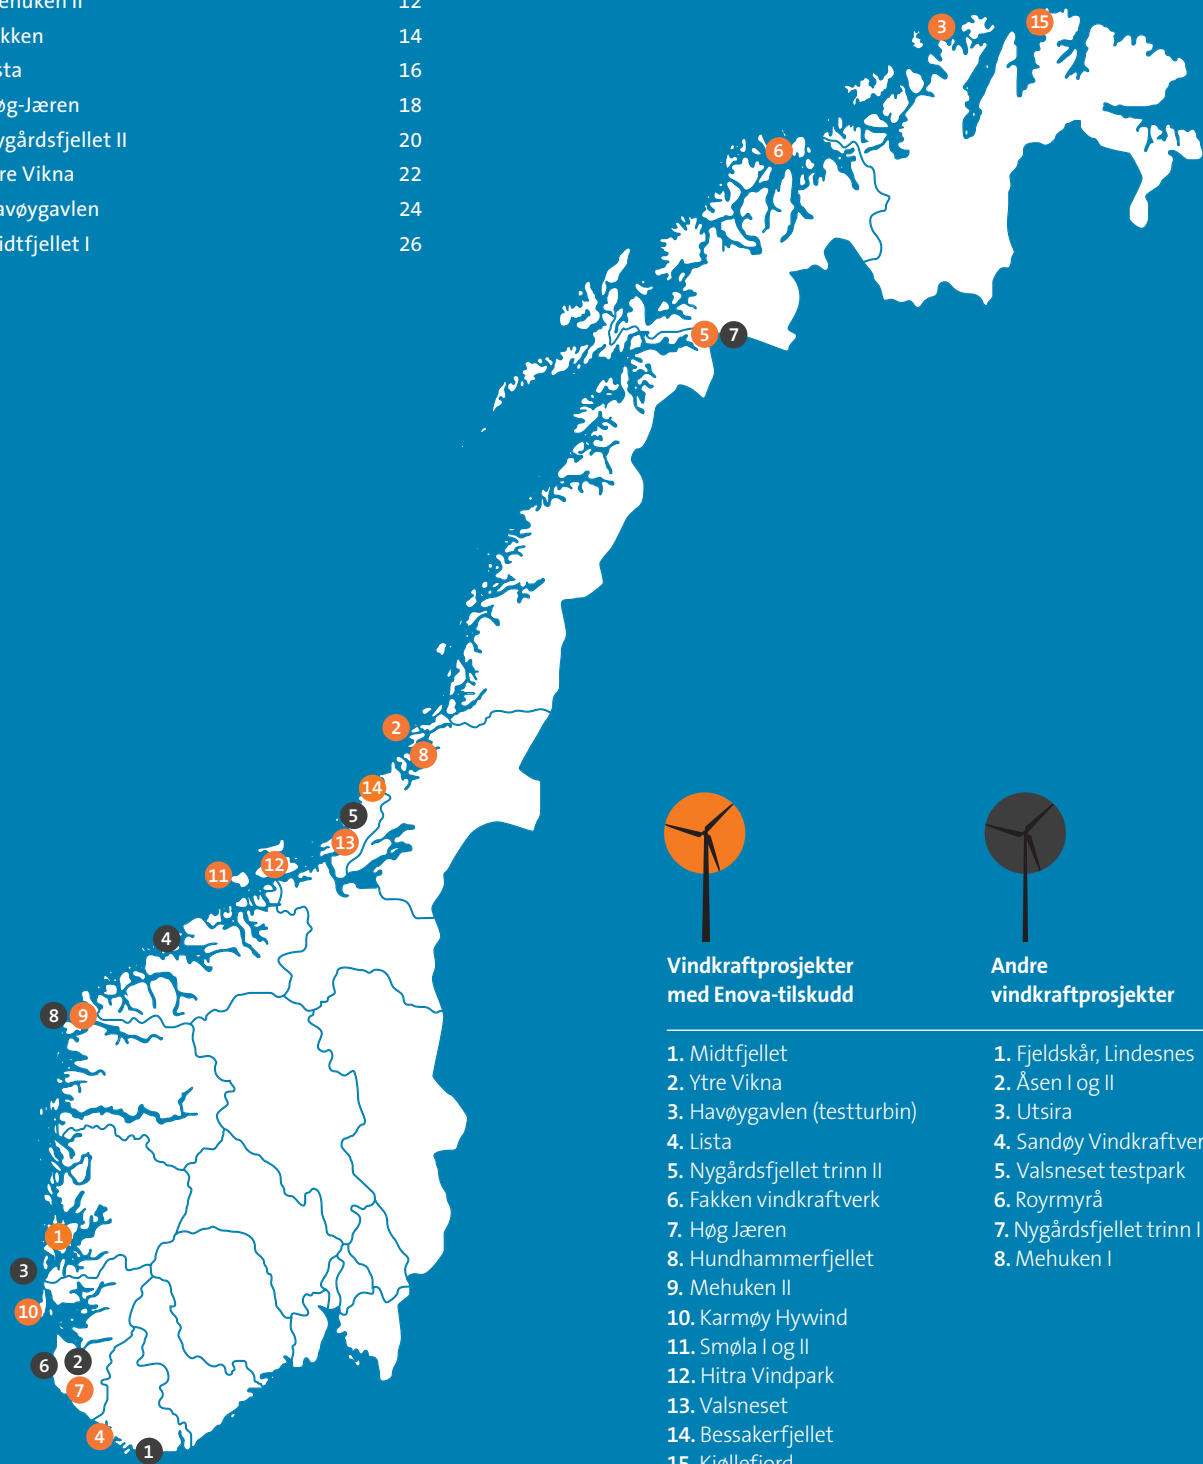 ehuken II 12
kken 14
sta 16
øg-Jæren 18
ygårdsfjellet II 20
re Vikna 22
avøygavlen 24
idtfjellet I 26
3
15
6
5 7
2
8
14
5
13
12
11
4
8 9
1
3
10
6 2
7
4
1
Vindkraftprosjekter
med Enova-tilskudd
1. Midtfjellet
2. Ytre Vikna
3. Havøygavlen (testturbin)
4. Lista
5. Nygårdsfjellet trinn II
6. Fakken vindkraftverk
7. Høg Jæren
8. Hundhammerfjellet
9. Mehuken II
10. Karmøy Hywind
11. Smøla I og II
12. Hitra Vindpark
13. Valsneset
14. Bessakerfjellet
15. Kjøllefjord
Andre
vindkraftprosjekter
1. Fjeldskår, Lindesnes
2. Åsen I og II
3. Utsira
4. Sandøy Vindkraftver
5. Valsneset testpark
6. Royrmyrå
7. Nygårdsfjellet trinn I
8. Mehuken I